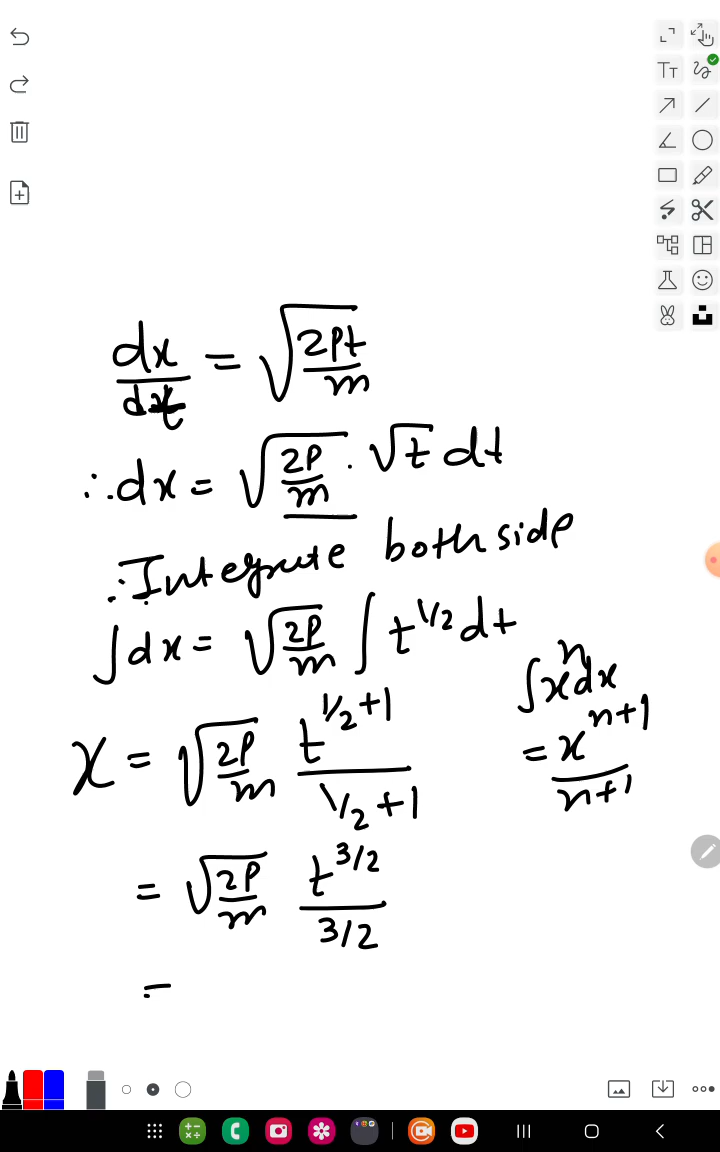 dx/dt = √(2Pt/m)
∴dx = √(2P/m) . √t dt
∴Integrate both side
∫dx = √(2P/m) ∫ t^1/2 dt
x = √(2P/m) t^(1/2+1)/(1/2+1)
∫x^n dx
= x^(n+1)/(n+1)
= √(2P/m) t^(3/2)/(3/2)
=